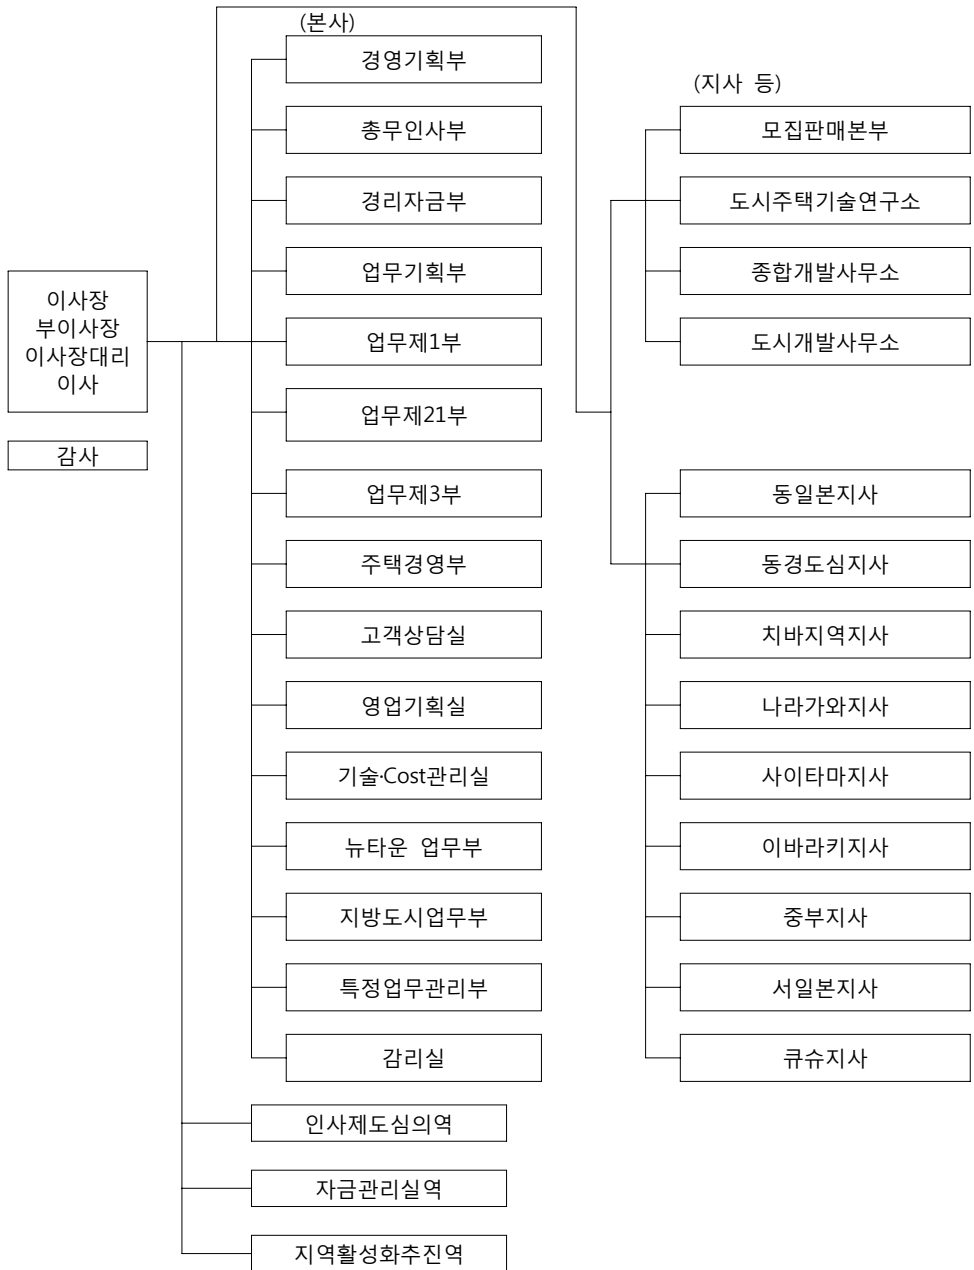 (본사)
경영기획부
총무인사부
경리자금부
업무기획부
업무제1부
업무제21부
업무제3부
주택경영부
고객상담실
영업기획실
기술·Cost관리실
뉴타운 업무부
지방도시업무부
특정업무관리부
감리실
이사장
부이사장
이사장대리
이사
감사
인사제도심의역
자금관리실역
지역활성화추진역
(지사 등)
모집판매본부
도시주택기술연구소
종합개발사무소
도시개발사무소
동일본지사
동경도심지사
치바지역지사
나라가와지사
사이타마지사
이바라키지사
중부지사
서일본지사
큐슈지사